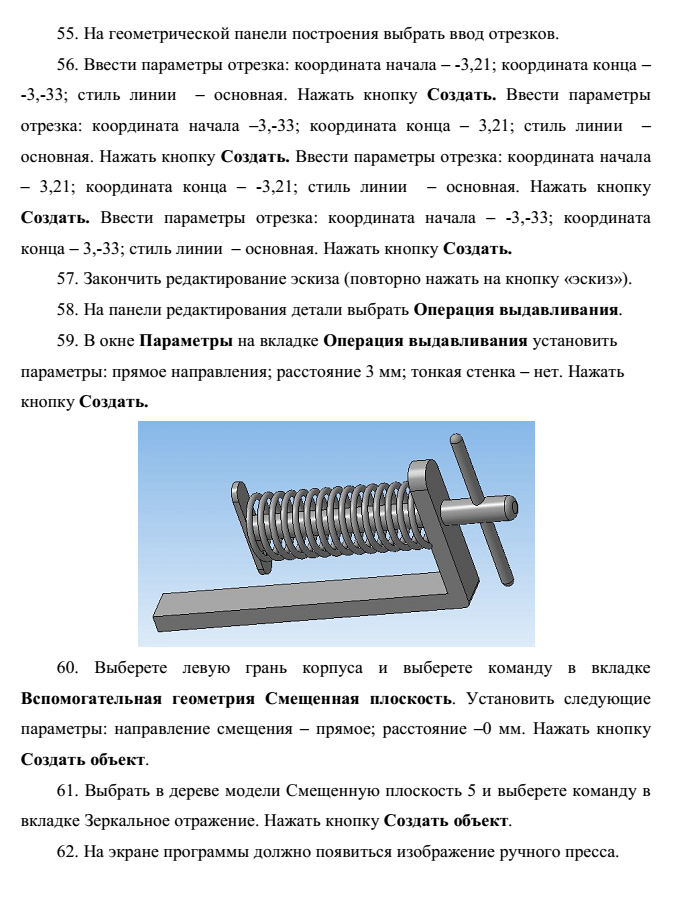 55. На геометрической панели построения выбрать ввод отрезков.
56. Ввести параметры отрезка: координата начала – -3,21; координата конца –
-3,-33; стиль линии – основная. Нажать кнопку Создать. Ввести параметры
отрезка: координата начала –3,-33; координата конца – 3,21; стиль линии –
основная. Нажать кнопку Создать. Ввести параметры отрезка: координата начала
– 3,21; координата конца – -3,21; стиль линии – основная. Нажать кнопку
Создать. Ввести параметры отрезка: координата начала – -3,-33; координата
конца – 3,-33; стиль линии – основная. Нажать кнопку Создать.
57. Закончить редактирование эскиза (повторно нажать на кнопку «эскиз»).
58. На панели редактирования детали выбрать Операция выдавливания.
59. В окне Параметры на вкладке Операция выдавливания установить
параметры: прямое направления; расстояние 3 мм; тонкая стенка – нет. Нажать
кнопку Создать.
60. Выберете левую грань корпуса и выберете команду в вкладке
Вспомогательная геометрия Смещенная плоскость. Установить следующие
параметры: направление смещения – прямое; расстояние –0 мм. Нажать кнопку
Создать объект.
61. Выбрать в дереве модели Смещенную плоскость 5 и выберете команду в
вкладке Зеркальное отражение. Нажать кнопку Создать объект.
62. На экране программы должно появиться изображение ручного пресса.